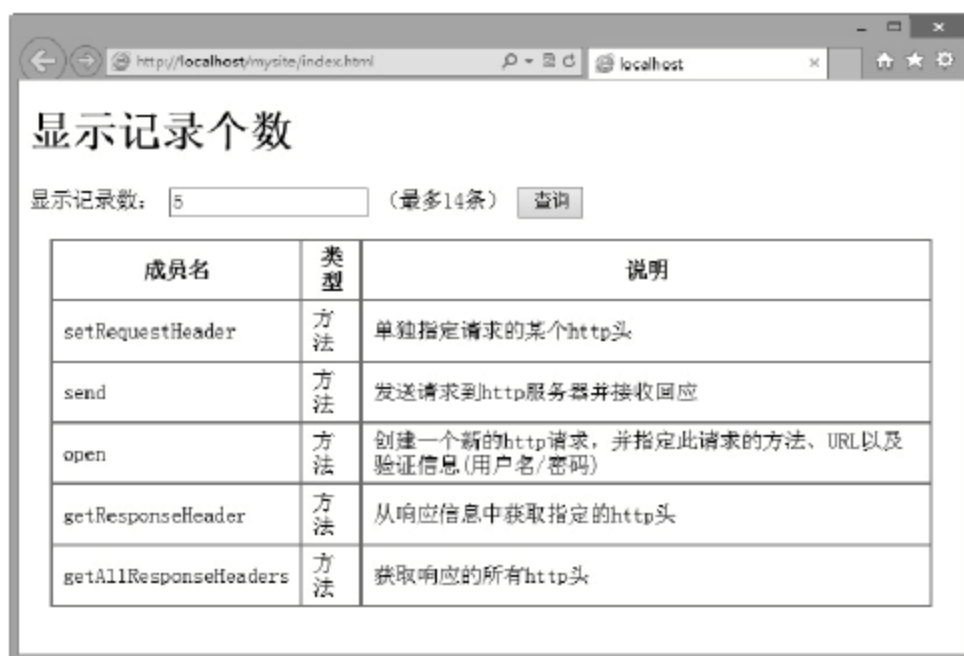 http://localhost/mysite/index.html
localhost
显示记录个数
显示记录数： 5 （最多14条） 查询
成员名 类型 说明
setRequestHeader 方法 单独指定请求的某个http头
send 方法 发送请求到http服务器并接收回应
open 方法 创建一个新的http请求，并指定此请求的方法、URL以及
验证信息(用户名/密码)
getResponseHeader 方法 从响应信息中获取指定的http头
getAllResponseHeaders 方法 获取响应的所有http头